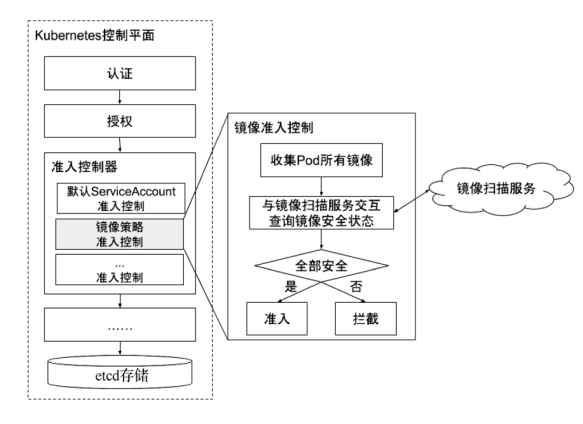 Kubernetes控制平面
认证
授权
准入控制器
默认ServiceAccount
准入控制
镜像策略
准入控制
...
准入控制
……
etcd存储
镜像准入控制
收集Pod所有镜像
与镜像扫描服务交互
查询镜像安全状态
全部安全
是
否
准入
拦截
镜像扫描服务